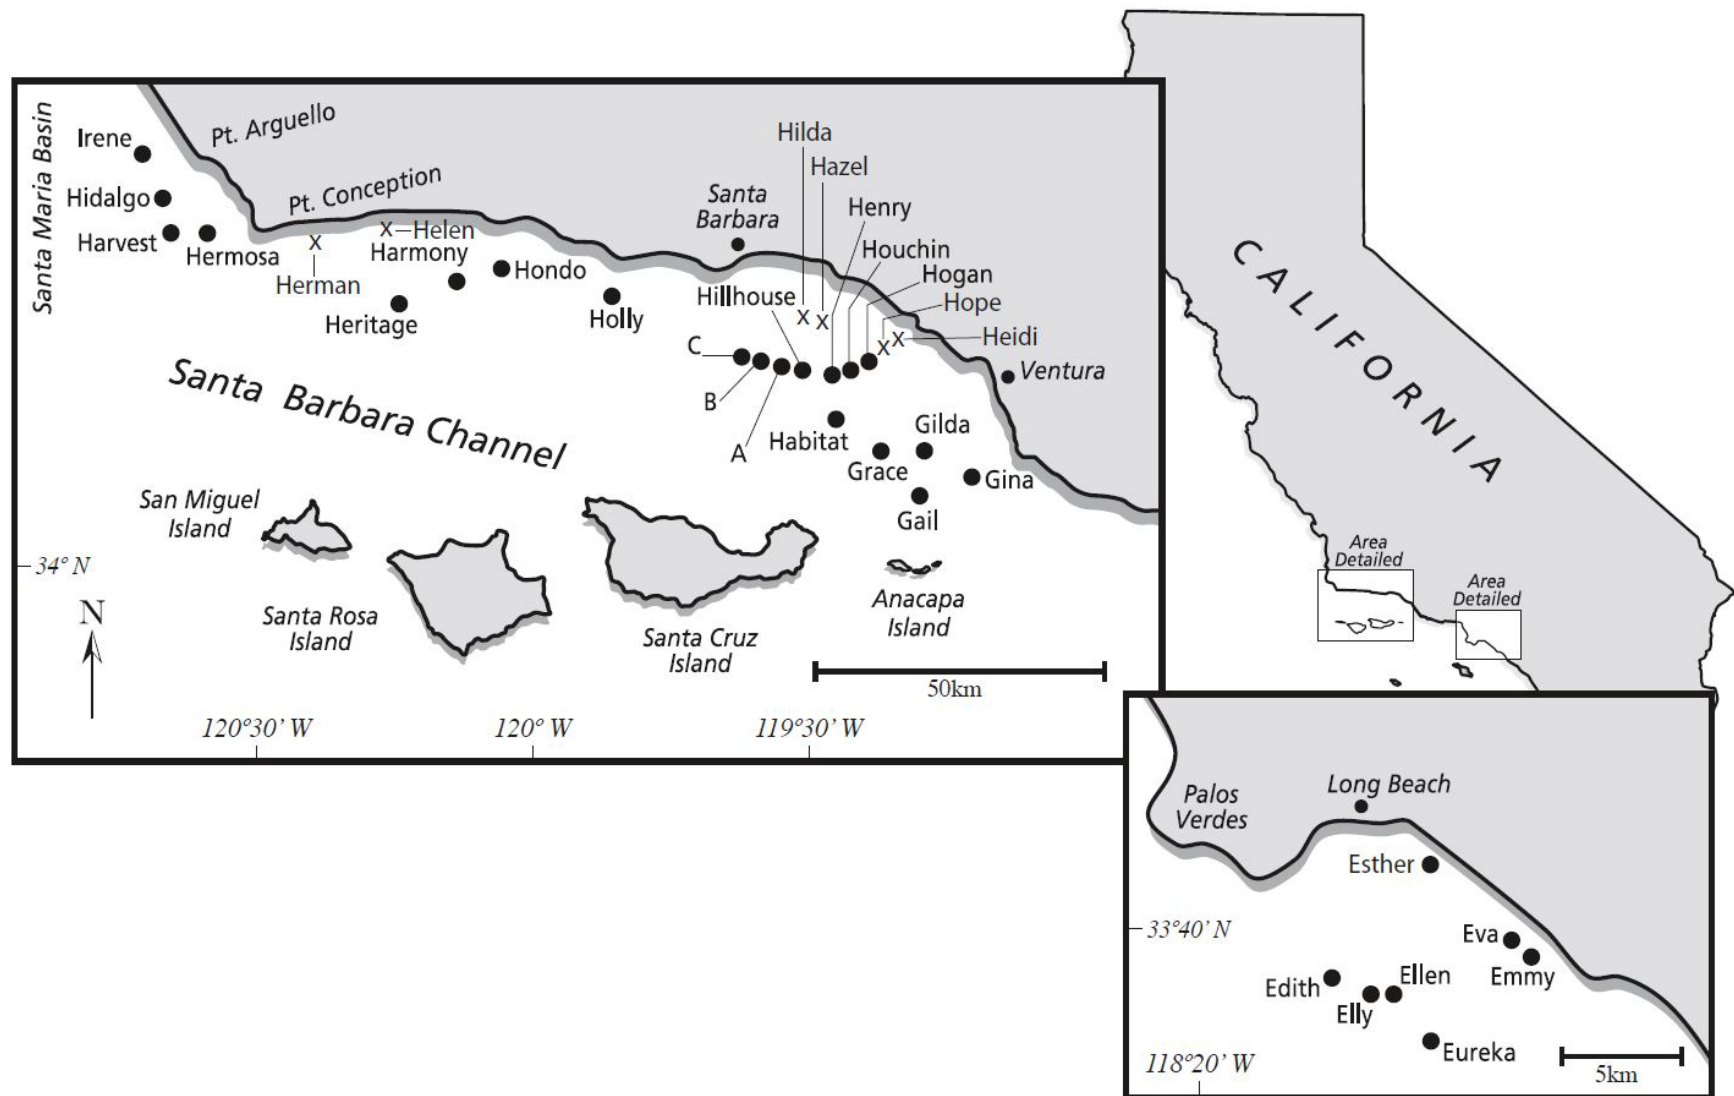 Santa Maria Basin
Irene
Pt. Arguello
Hidalgo
Pt. Conception
Harvest
Hermosa
X
Herman
X
Helen
Harmony
Heritage
Hondo
Holly
Santa
Barbara
Hilda
Hazel
Henry
Houchin
Hogan
Hope
Heidi
Hillhouse
X
X
X
X
C
B
A
Ventura
Santa Barbara Channel
Habitat
Gilda
Grace
Gina
Gail
San Miguel
Island
34° N
N
Santa Rosa
Island
Santa Cruz
Island
Anacapa
Island
50km
120°30' W
120° W
119°30' W
CALIFORNIA
Area
Detailed
Area
Detailed
Palos
Verdes
Long Beach
Esther
33°40' N
Eva
Emmy
Edith
Ellen
Elly
Eureka
118°20' W
5km